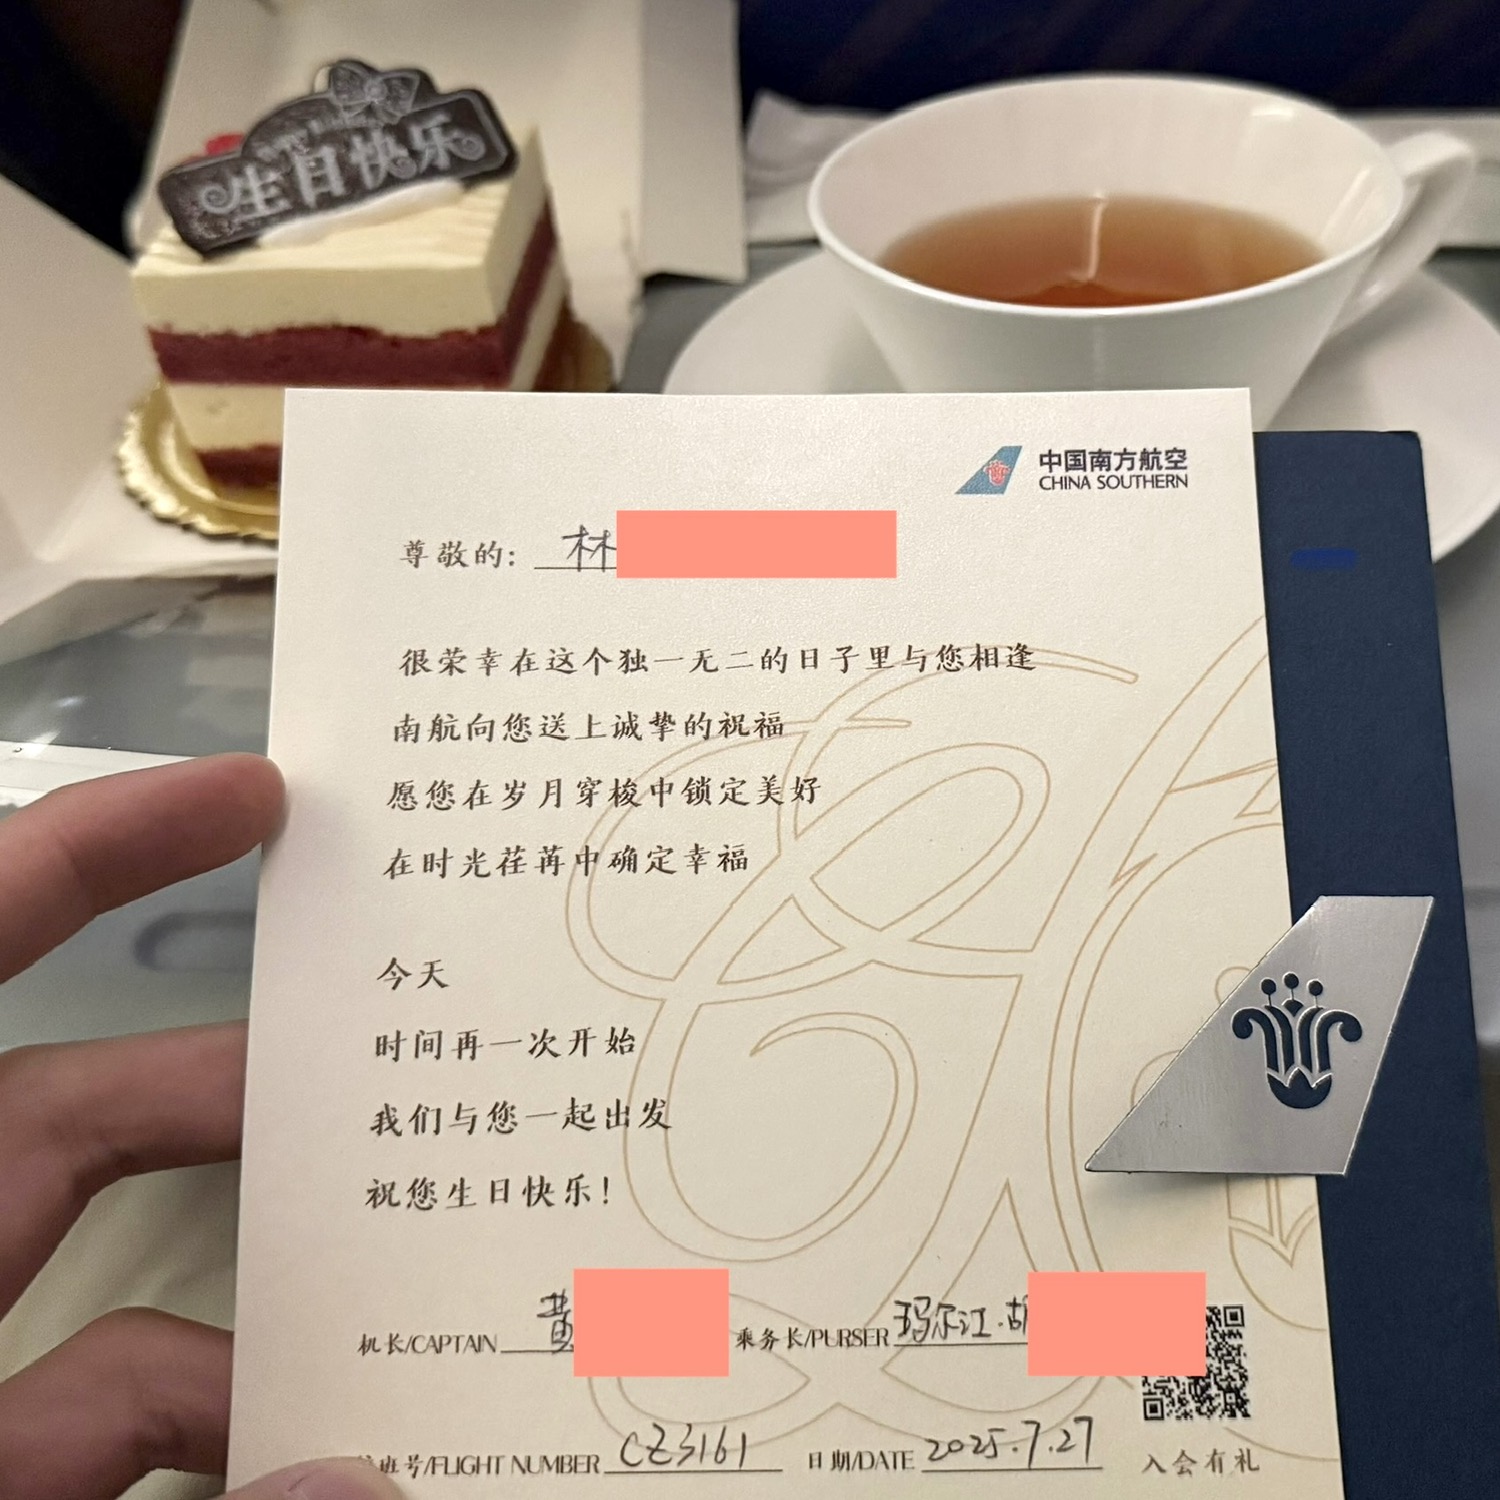 生日快乐
中国南方航空
CHINA SOUTHERN
尊敬的：林
很荣幸在这个独一无二的日子里与您相逢
南航向您送上诚挚的祝福
愿您在岁月穿梭中锁定美好
在时光荏苒中确定幸福
今天
时间再一次开始
我们与您一起出发
祝您生日快乐！
机长/CAPTAIN 黄 乘务长/PURSER 玛尔江·胡
班号/FLIGHT NUMBER CZ3161 日期/DATE 2025.7.27 入会有礼